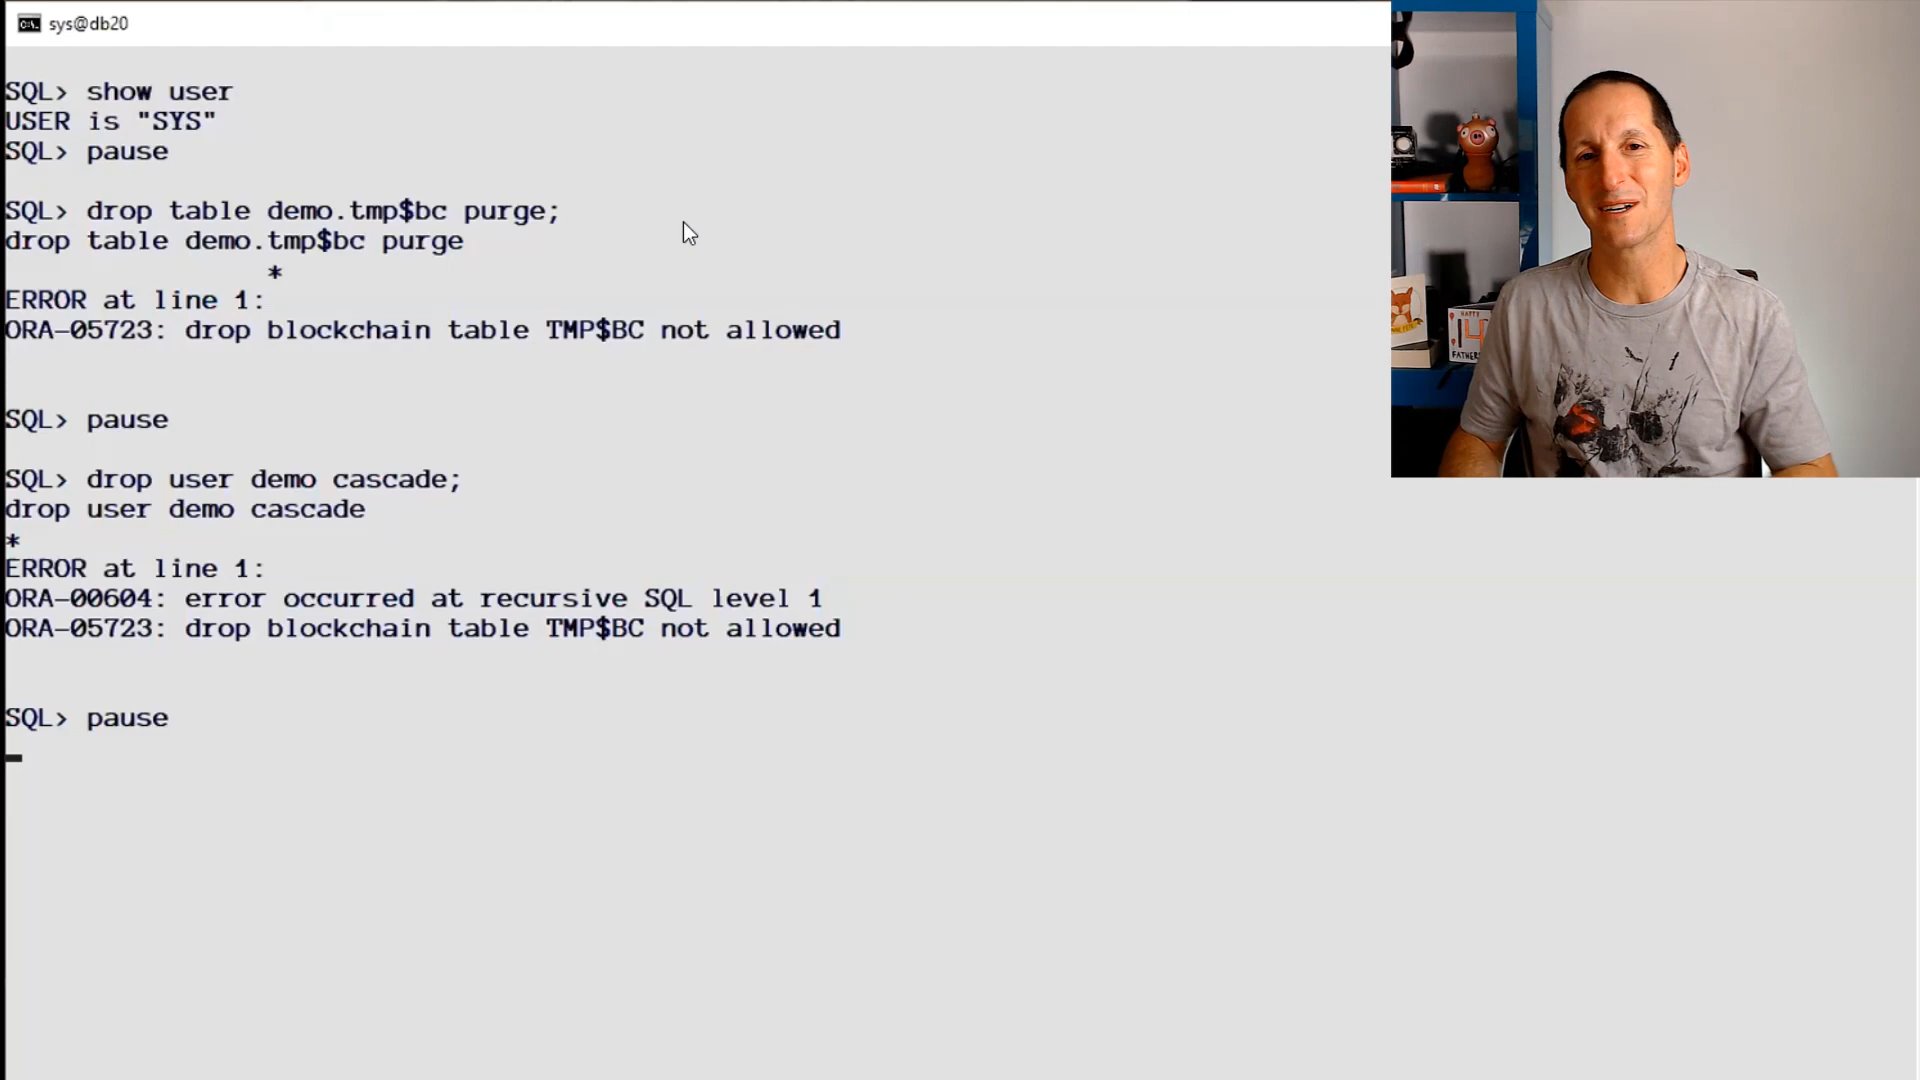 sys@db20
SQL> show user
USER is "SYS"
SQL> pause
SQL> drop table demo.tmp$bc purge;
drop table demo.tmp$bc purge
*
ERROR at line 1:
ORA-05723: drop blockchain table TMP$BC not allowed
SQL> pause
SQL> drop user demo cascade;
drop user demo cascade
*
ERROR at line 1:
ORA-00604: error occurred at recursive SQL level 1
ORA-05723: drop blockchain table TMP$BC not allowed
SQL> pause
HAPPY
FATHERS